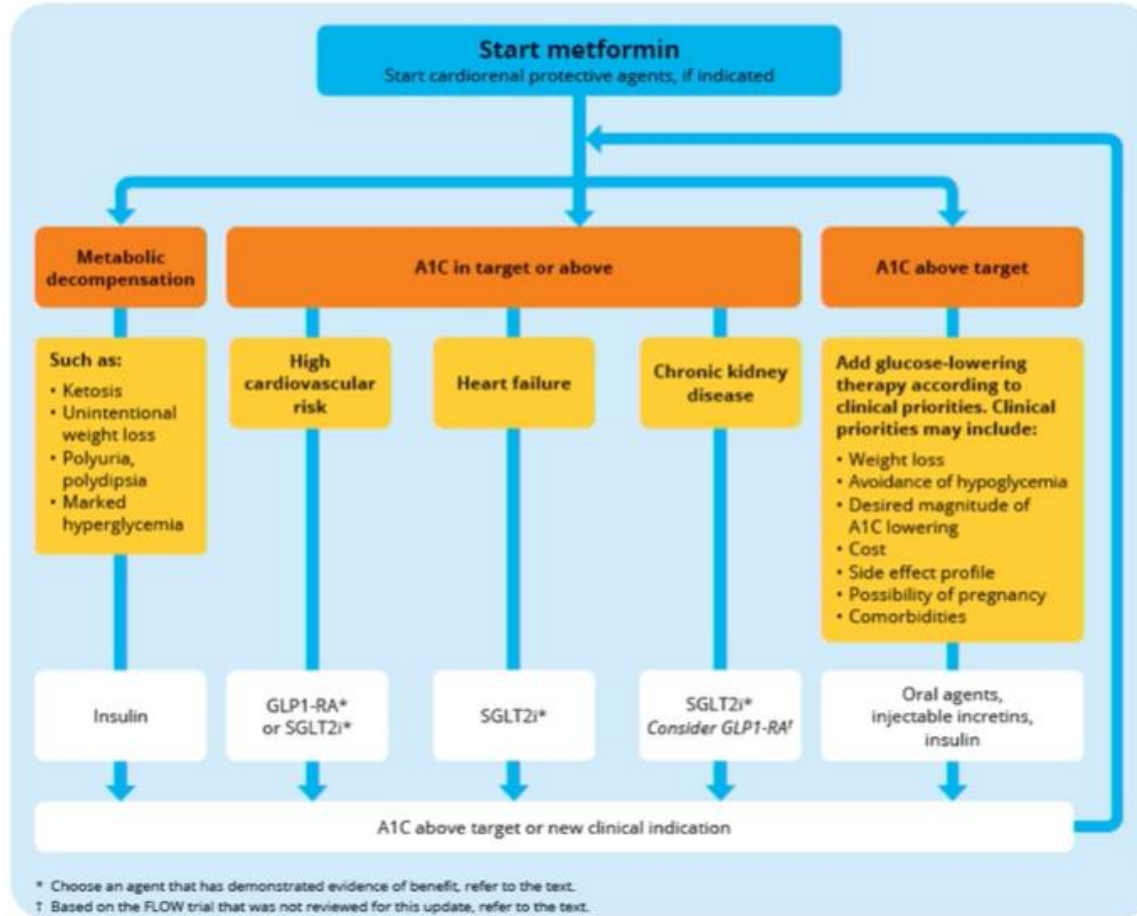 Start metformin
Start cardiorenal protective agents, if indicated
Metabolic
decompensation
A1C in target or above
A1C above target
Such as:
• Ketosis
• Unintentional
weight loss
• Polyuria,
polydipsia
• Marked
hyperglycemia
High
cardiovascular
risk
Heart failure
Chronic kidney
disease
Add glucose-lowering
therapy according to
clinical priorities. Clinical
priorities may include:
• Weight loss
• Avoidance of hypoglycemia
• Desired magnitude of
A1C lowering
• Cost
• Side effect profile
• Possibility of pregnancy
• Comorbidities
Insulin
GLP1-RA*
or SGLT2i*
SGLT2i*
SGLT2i*
Consider GLP1-RA†
Oral agents,
injectable incretins,
insulin
A1C above target or new clinical indication
* Choose an agent that has demonstrated evidence of benefit, refer to the text.
† Based on the FLOW trial that was not reviewed for this update, refer to the text.